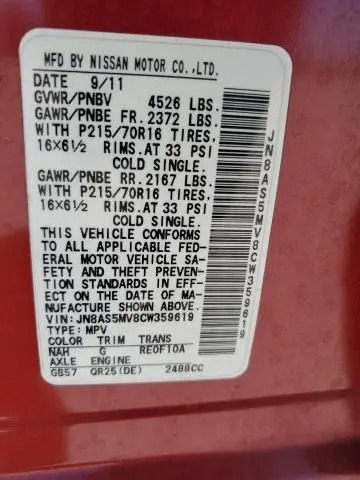 MFD BY NISSAN MOTOR CO.,LTD.
DATE 9/11
GVWR/PNBV 4526 LBS.
GAWR/PNBE FR. 2372 LBS.
WITH P215/70R16 TIRES,
16X6½ RIMS.AT 33 PSI
COLD SINGLE.
GAWR/PNBE RR. 2167 LBS.
WITH P215/70R16 TIRES,
16X6½ RIMS.AT 33 PSI
COLD SINGLE.
THIS VEHICLE CONFORMS
TO ALL APPLICABLE FED-
ERAL MOTOR VEHICLE SA-
FETY AND THEFT PREVEN-
TION STANDARDS IN EFF-
ECT ON THE DATE OF MA-
NUFACTURE SHOWN ABOVE.
VIN:JN8AS5MV8CW359619
TYPE:MPV
COLOR TRIM TRANS
NAH G RE0F10A
AXLE ENGINE
GB57 QR25(DE) 2488CC
JN8AS5MV8CW359619